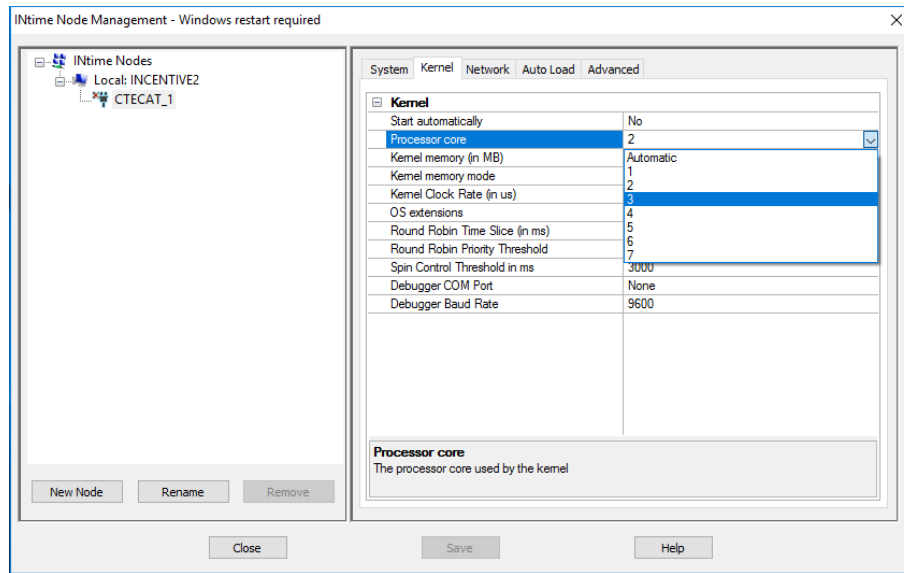 INtime Node Management - Windows restart required
INtime Nodes
Local: INCENTIVE2
CTECAT_1
New Node
Rename
Remove
System
Kernel
Network
Auto Load
Advanced
Kernel
Start automatically
No
Processor core
2
Kernel memory (in MB)
Kernel memory mode
Kernel Clock Rate (in us)
OS extensions
Round Robin Time Slice (in ms)
Round Robin Priority Threshold
Automatic
1
2
3
4
5
6
7
Spin Control Threshold in ms
3000
Debugger COM Port
None
Debugger Baud Rate
9600
Processor core
The processor core used by the kernel
Close
Save
Help